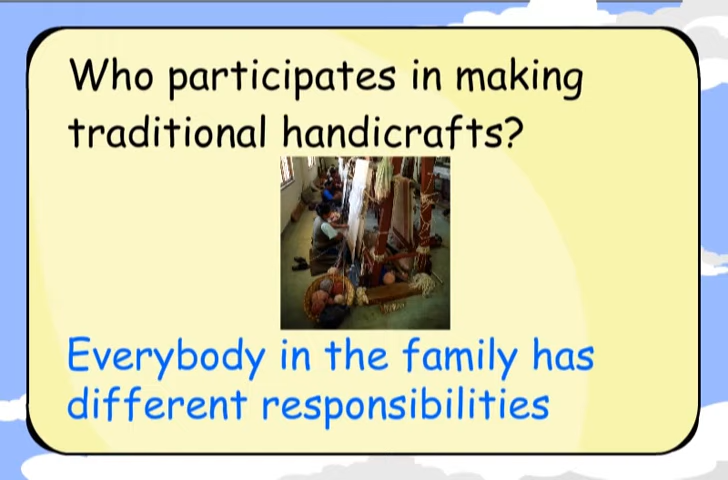 Who participates in making
traditional handicrafts?
Everybody in the family has
different responsibilities